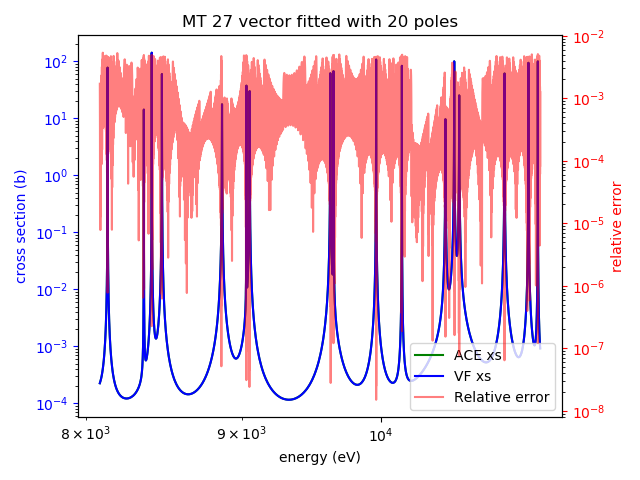 MT 27 vector fitted with 20 poles
10²
10¹
10⁰
10⁻¹
10⁻²
10⁻³
10⁻⁴
cross section (b)
10⁻²
10⁻³
10⁻⁴
10⁻⁵
10⁻⁶
10⁻⁷
10⁻⁸
relative error
ACE xs
VF xs
Relative error
8 × 10³
9 × 10³
10⁴
energy (eV)